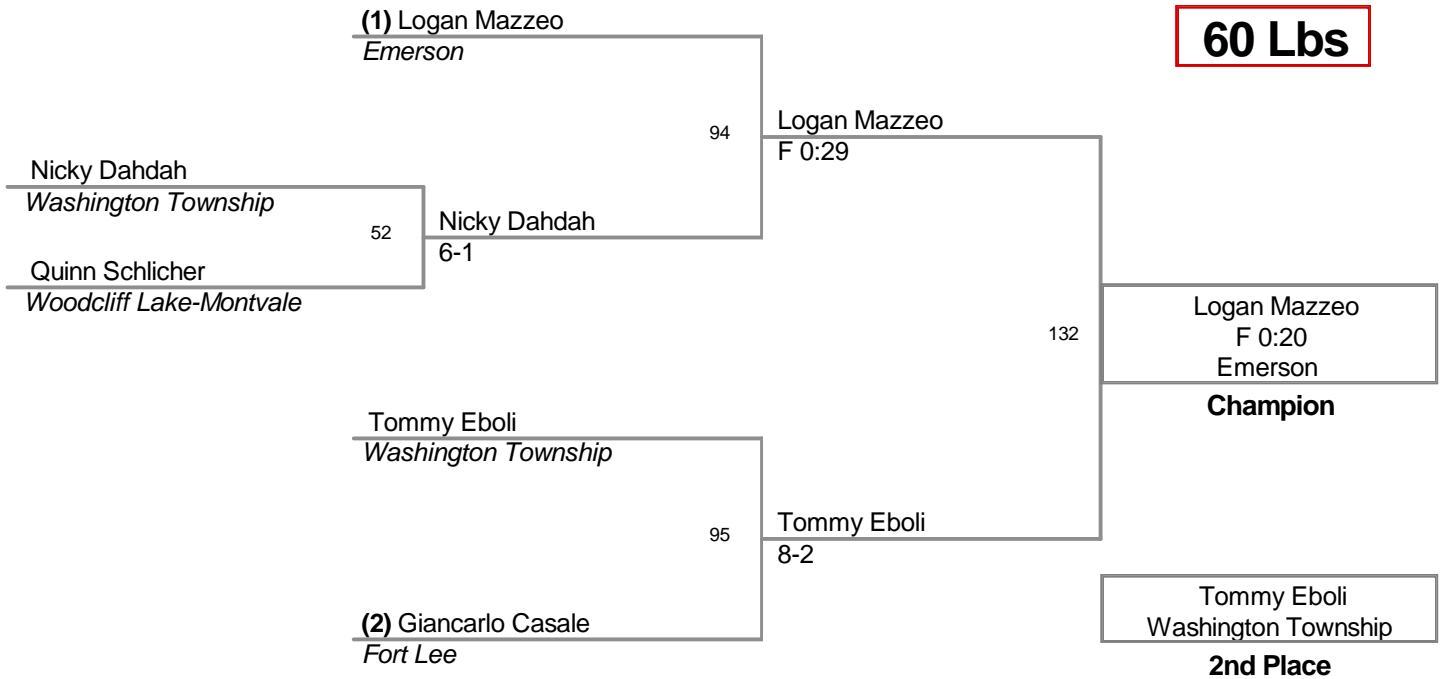 (1) Logan Mazzeo
Emerson
60 Lbs
94
Logan Mazzeo
F 0:29
Nicky Dahdah
Washington Township
52
Nicky Dahdah
6-1
Quinn Schlicher
Woodcliff Lake-Montvale
132
Logan Mazzeo
F 0:20
Emerson
Champion
Tommy Eboli
Washington Township
95
Tommy Eboli
8-2
(2) Giancarlo Casale
Fort Lee
Tommy Eboli
Washington Township
2nd Place